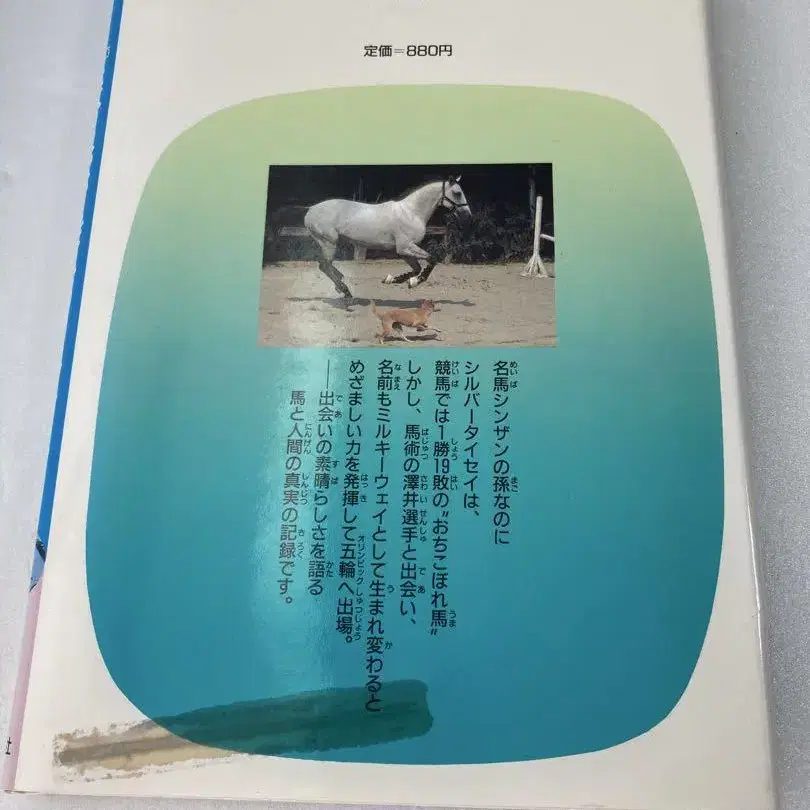 定価=880円
名馬シンザンの孫なのに
シルバータイセイは、
競馬では1勝19敗の“おちこぼれ馬”
しかし、馬術の澤井選手と出会い、
名前もミルキーウェイとして生まれ変わると
めざましい力を発揮して五輪へ出場。
──出会いの素晴らしさを語る
馬と人間の真実の記録です。